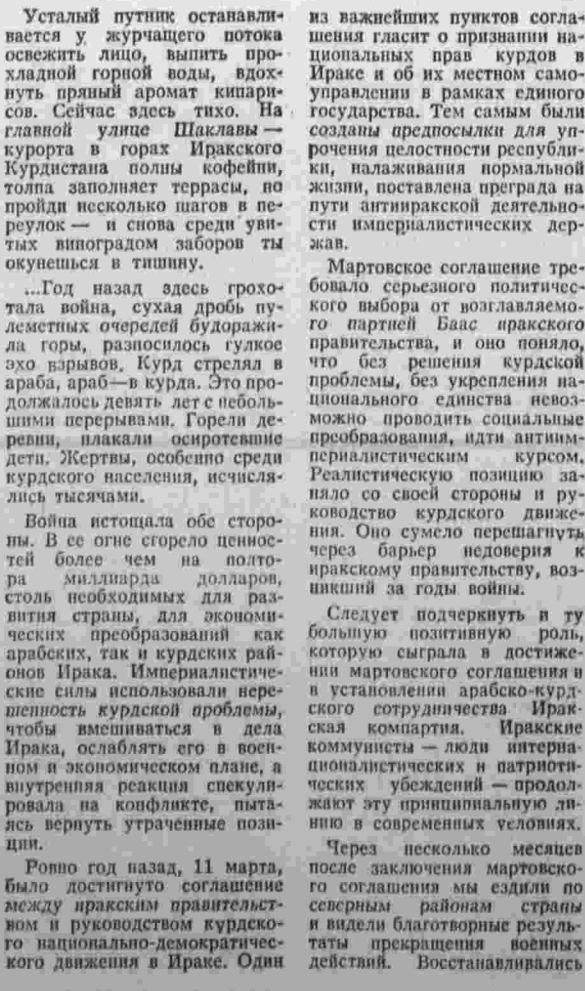 Усталый путник останавли-
вается у журчащего потока
освежить лицо, выпить про-
хладной горной воды, вдох-
нуть пряный аромат кипари-
сов. Сейчас здесь тихо. На
главной улице Шаклавы —
курорта в горах Иракского
Курдистана полны кофейни,
толпа заполняет террасы, но
пройди несколько шагов в пе-
реулок — и снова среди уви-
тых виноградом заборов ты
окунешься в тишину.
...Год назад здесь грохо-
тала война, сухая дробь пу-
леметных очередей будоражи-
ла горы, разносилось гулкое
эхо взрывов. Курд стрелял в
араба, араб—в курда. Это про-
должалось девять лет с неболь-
шими перерывами. Горели де-
ревни, плакали осиротевшие
дети. Жертвы, особенно среди
курдского населения, исчисля-
лись тысячами.
Война истощала обе сторо-
ны. В ее огне сгорело ценнос-
тей более чем на полто-
ра миллиарда долларов,
столь необходимых для раз-
вития страны, для экономи-
ческих преобразований как
арабских, так и курдских рай-
онов Ирака. Империалистиче-
ские силы использовали нере-
шенность курдской проблемы,
чтобы вмешиваться в дела
Ирака, ослаблять его в воен-
ном и экономическом плане, а
внутренняя реакция спекули-
ровала на конфликте, пыта-
ясь вернуть утраченные пози-
ции.
Ровно год назад, 11 марта,
было достигнуто соглашение
между иракским правительст-
вом и руководством курдско-
го национально-демократичес-
кого движения в Ираке. Один
из важнейших пунктов согла-
шения гласит о признании на-
циональных прав курдов в
Ираке и об их местном само-
управлении в рамках единого
государства. Тем самым были
созданы предпосылки для уп-
рочения целостности республи-
ки, налаживания нормальной
жизни, поставлена преграда на
пути антииракской деятельно-
сти империалистических дер-
жав.
Мартовское соглашение тре-
бовало серьезного политичес-
кого выбора от возглавляемо-
го партией Баас иракского
правительства, и оно поняло,
что без решения курдской
проблемы, без укрепления на-
ционального единства невоз-
можно проводить социальные
преобразования, идти антиим-
периалистическим курсом.
Реалистическую позицию за-
няло со своей стороны и ру-
ководство курдского движе-
ния. Оно сумело перешагнуть
через барьер недоверия к
иракскому правительству, воз-
никший за годы войны.
Следует подчеркнуть и ту
большую позитивную роль,
которую сыграла в достиже-
нии мартовского соглашения и
в установлении арабско-курд-
ского сотрудничества Ирак-
ская компартия. Иракские
коммунисты — люди интерна-
ционалистических и патриоти-
ческих убеждений — продол-
жают эту принципиальную ли-
нию в современных условиях.
Через несколько месяцев
после заключения мартовско-
го соглашения мы ездили по
северным районам страны
и видели благотворные резуль-
таты прекращения военных
действий. Восстанавливались